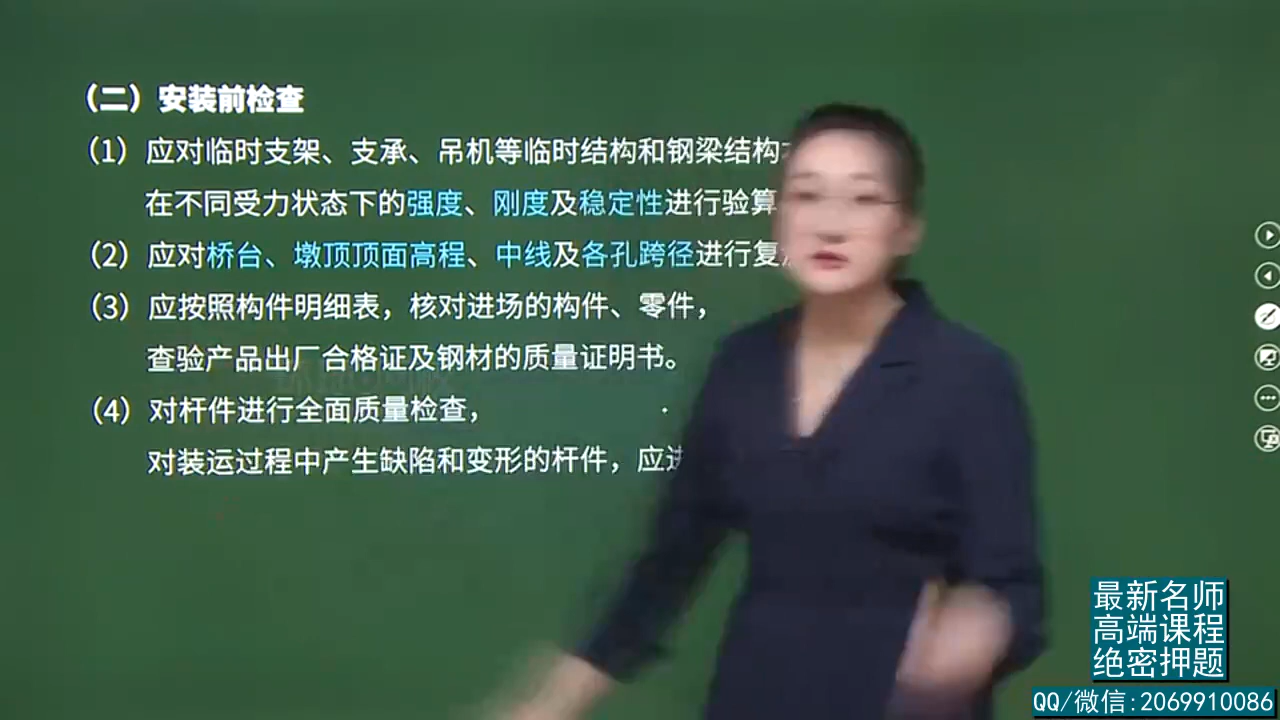 （二）安装前检查
（1）应对临时支架、支承、吊机等临时结构和钢梁结构
在不同受力状态下的强度、刚度及稳定性进行验算
（2）应对桥台、墩顶顶面高程、中线及各孔跨径进行复
（3）应按照构件明细表，核对进场的构件、零件，
查验产品出厂合格证及钢材的质量证明书。
（4）对杆件进行全面质量检查，
对装运过程中产生缺陷和变形的杆件，应进
最新名师
高端课程
绝密押题
QQ/微信:2069910086